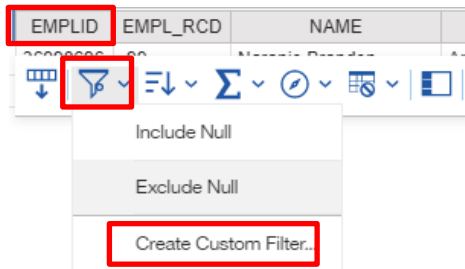 EMPLID EMPL_RCD NAME
Include Null
Exclude Null
Create Custom Filter...